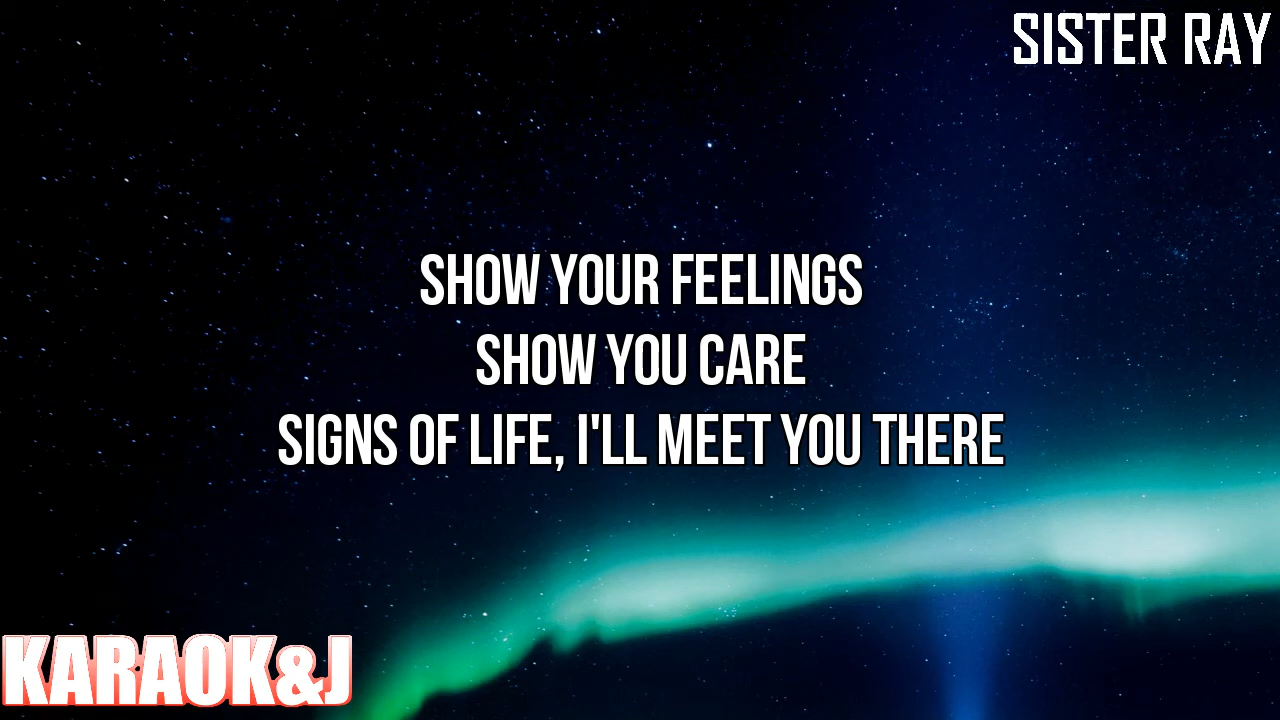 SISTER RAY
SHOW YOUR FEELINGS
SHOW YOU CARE
SIGNS OF LIFE, I'LL MEET YOU THERE
KARAOK&J